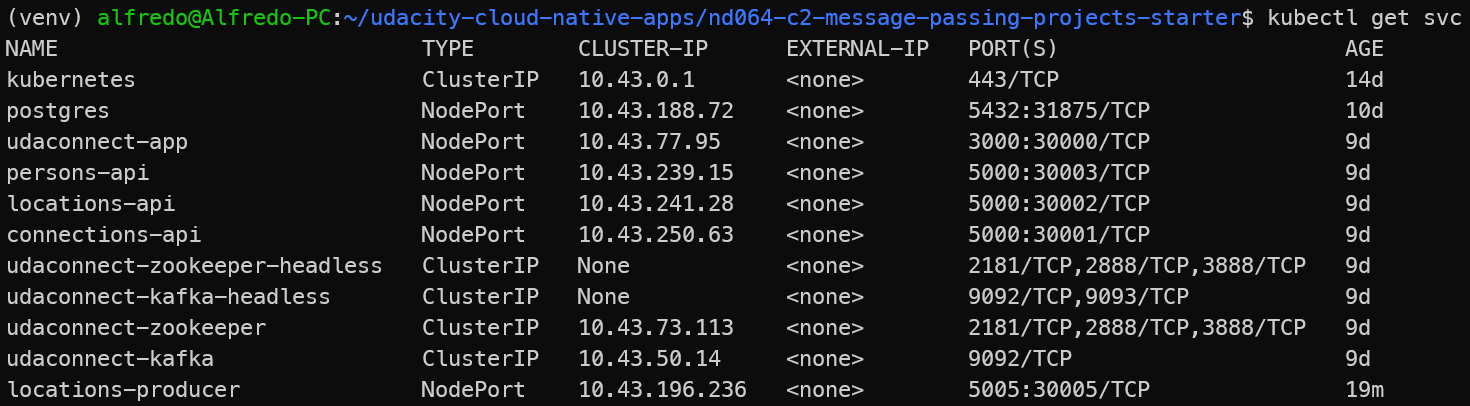 (venv) alfredo@Alfredo-PC:~/udacity-cloud-native-apps/nd064-c2-message-passing-projects-starter$ kubectl get svc
NAME TYPE CLUSTER-IP EXTERNAL-IP PORT(S) AGE
kubernetes ClusterIP 10.43.0.1 <none> 443/TCP 14d
postgres NodePort 10.43.188.72 <none> 5432:31875/TCP 10d
udaconnect-app NodePort 10.43.77.95 <none> 3000:30000/TCP 9d
persons-api NodePort 10.43.239.15 <none> 5000:30003/TCP 9d
locations-api NodePort 10.43.241.28 <none> 5000:30002/TCP 9d
connections-api NodePort 10.43.250.63 <none> 5000:30001/TCP 9d
udaconnect-zookeeper-headless ClusterIP None <none> 2181/TCP,2888/TCP,3888/TCP 9d
udaconnect-kafka-headless ClusterIP None <none> 9092/TCP,9093/TCP 9d
udaconnect-zookeeper ClusterIP 10.43.73.113 <none> 2181/TCP,2888/TCP,3888/TCP 9d
udaconnect-kafka ClusterIP 10.43.50.14 <none> 9092/TCP 9d
locations-producer NodePort 10.43.196.236 <none> 5005:30005/TCP 19m